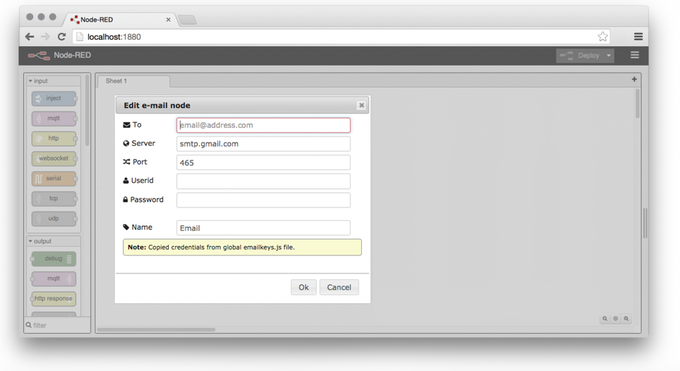 Node-RED
localhost:1880
Node-RED
Deploy
input
Sheet 1
inject
mqtt
http
websocket
serial
tcp
udp
output
debug
mqtt
http response
filter
Edit e-mail node
To
email@address.com
Server
smtp.gmail.com
Port
465
Userid
Password
Name
Email
Note: Copied credentials from global emailkeys.js file.
Ok
Cancel